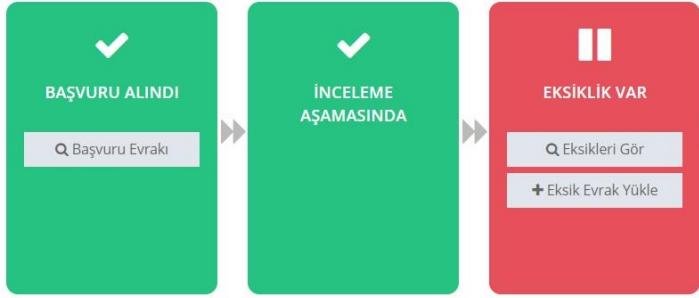 BAŞVURU ALINDI
Başvuru Evrakı
İNCELEME
AŞAMASINDA
EKSİKLİK VAR
Eksikleri Gör
Eksik Evrak Yükle